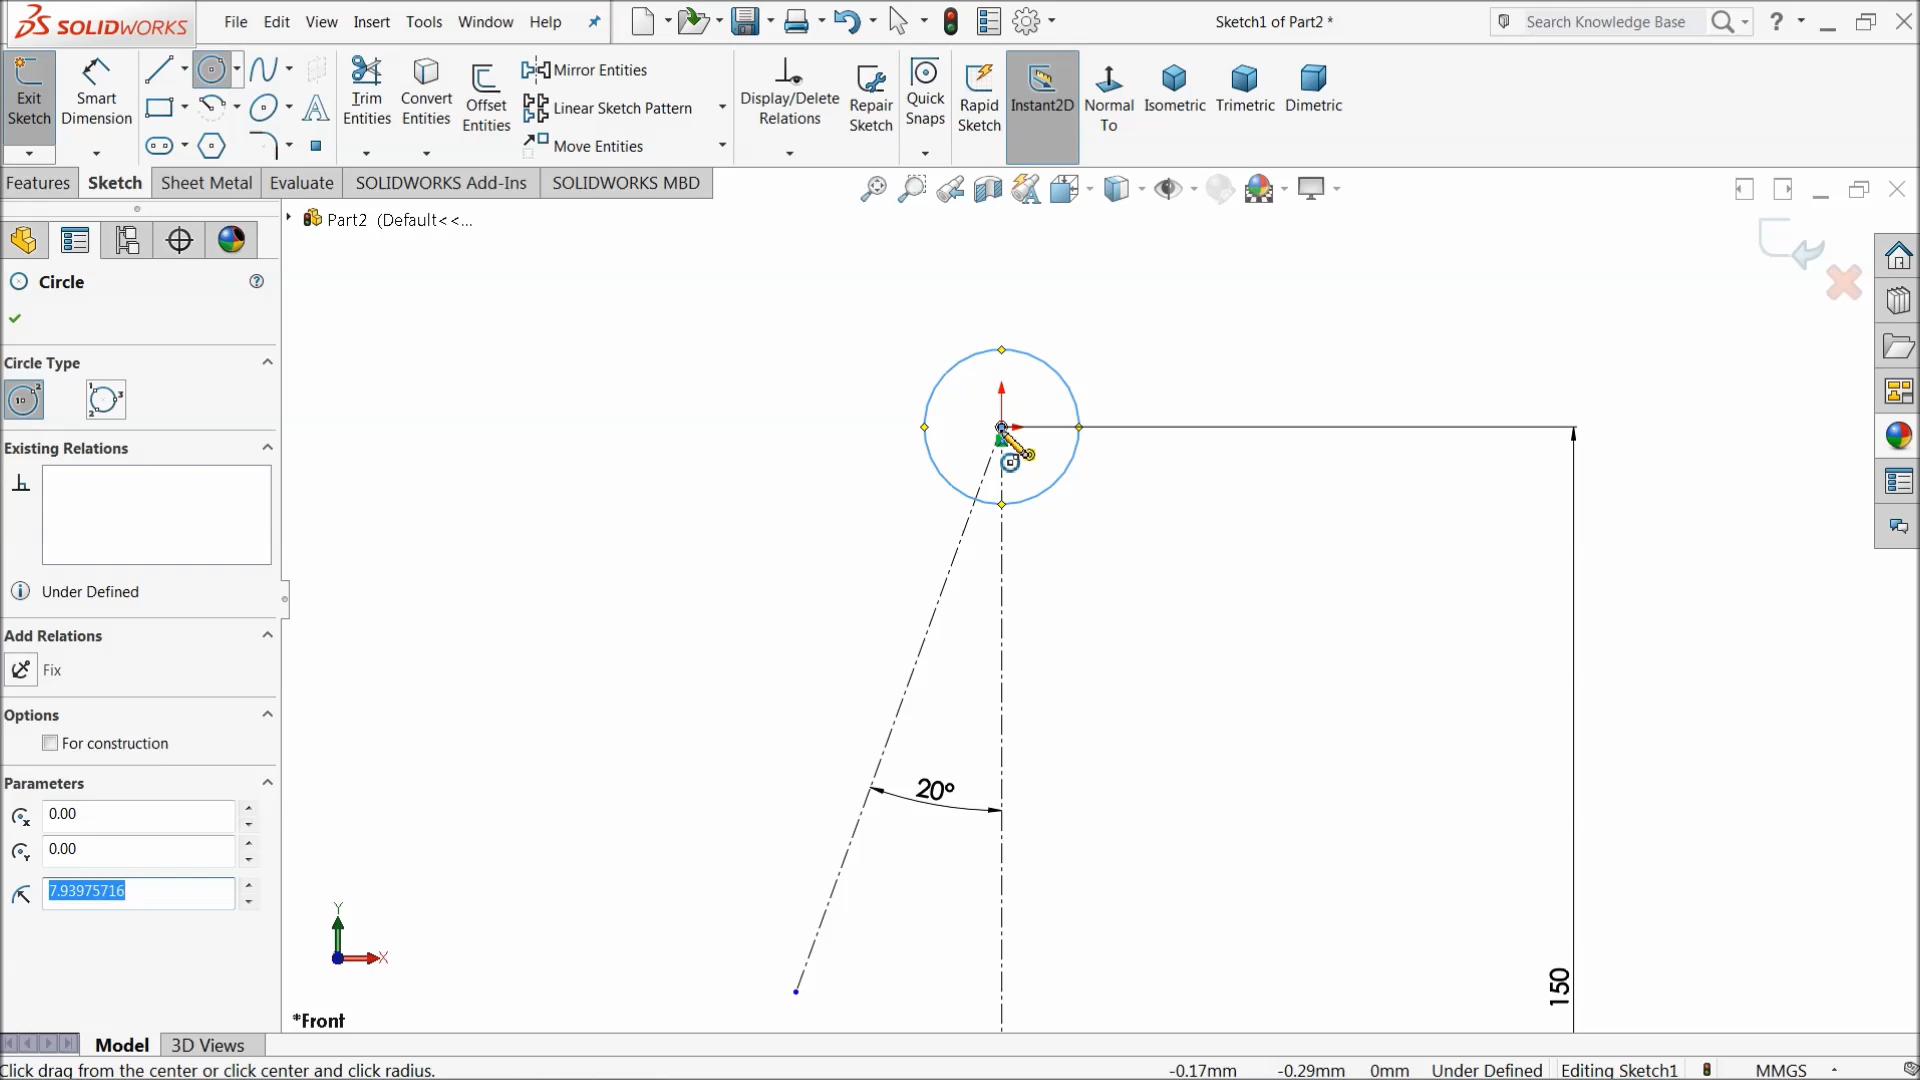 SOLIDWORKS File Edit View Insert Tools Window Help Sketch1 of Part2 * Search Knowledge Base ?
Exit Sketch
Smart Dimension
Trim Entities
Convert Entities
Offset Entities
Mirror Entities
Linear Sketch Pattern
Move Entities
Display/Delete Relations
Repair Sketch
Quick Snaps
Rapid Sketch
Instant2D
Normal To
Isometric
Trimetric
Dimetric
Features Sketch Sheet Metal Evaluate SOLIDWORKS Add-Ins SOLIDWORKS MBD
Part2 (Default<<...
Circle
Circle Type
Existing Relations
Under Defined
Add Relations
Fix
Options
For construction
Parameters
0.00
0.00
7.93975716
20°
150
Y
X
*Front
Model 3D Views
Click drag from the center or click center and click radius. -0.17mm -0.29mm 0mm Under Defined Editing Sketch1 MMGS